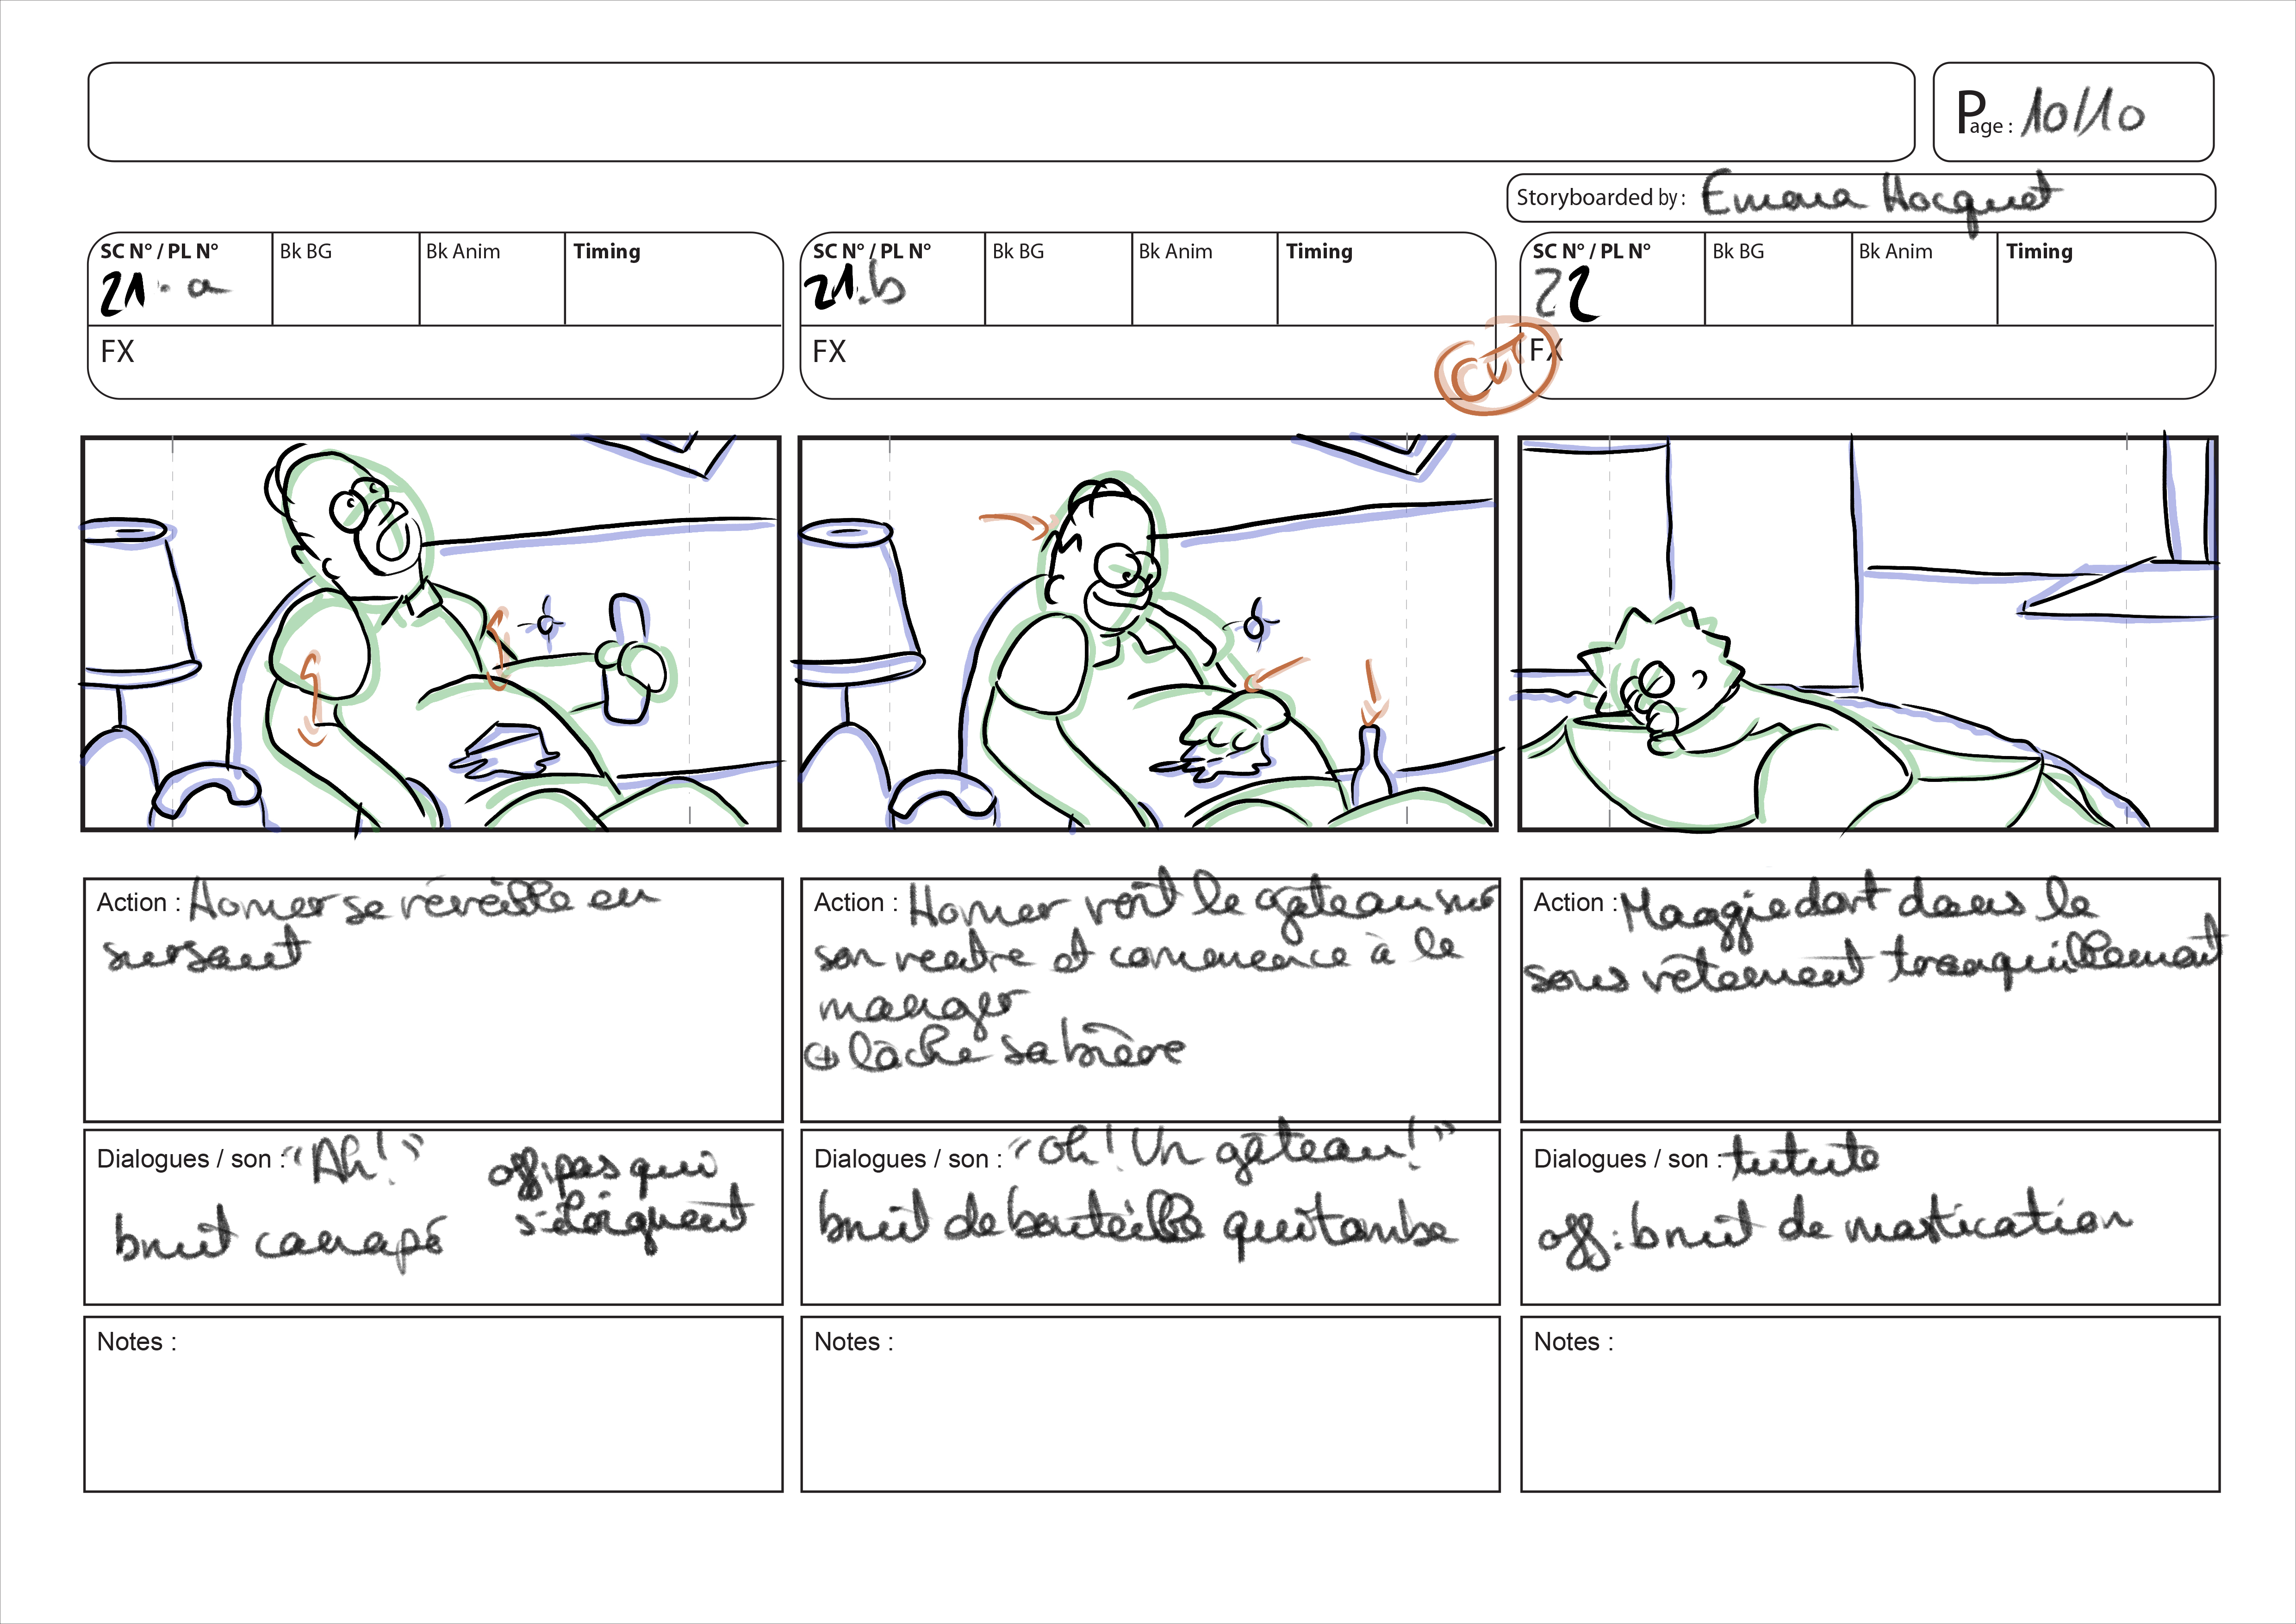 Page : 10/10
Storyboarded by : Emma Hocquet
SC N° / PL N° Bk BG Bk Anim Timing
21.a
FX
SC N° / PL N° Bk BG Bk Anim Timing
21.b
FX
CUT
SC N° / PL N° Bk BG Bk Anim Timing
22
FX
Action : Homer se réveille en
sursaut
Action : Homer voit le gâteau sur
son ventre et commence à le
manger
+ lâche sa bière
Action : Maggie dort dans le
sous vêtement tranquillement
Dialogues / son : "Ah!" off: pas qui
s'éloignent
bruit canapé
Dialogues / son : "Oh! Un gâteau!"
bruit de bouteille qui tombe
Dialogues / son : tutute
off: bruit de mastication
Notes :
Notes :
Notes :